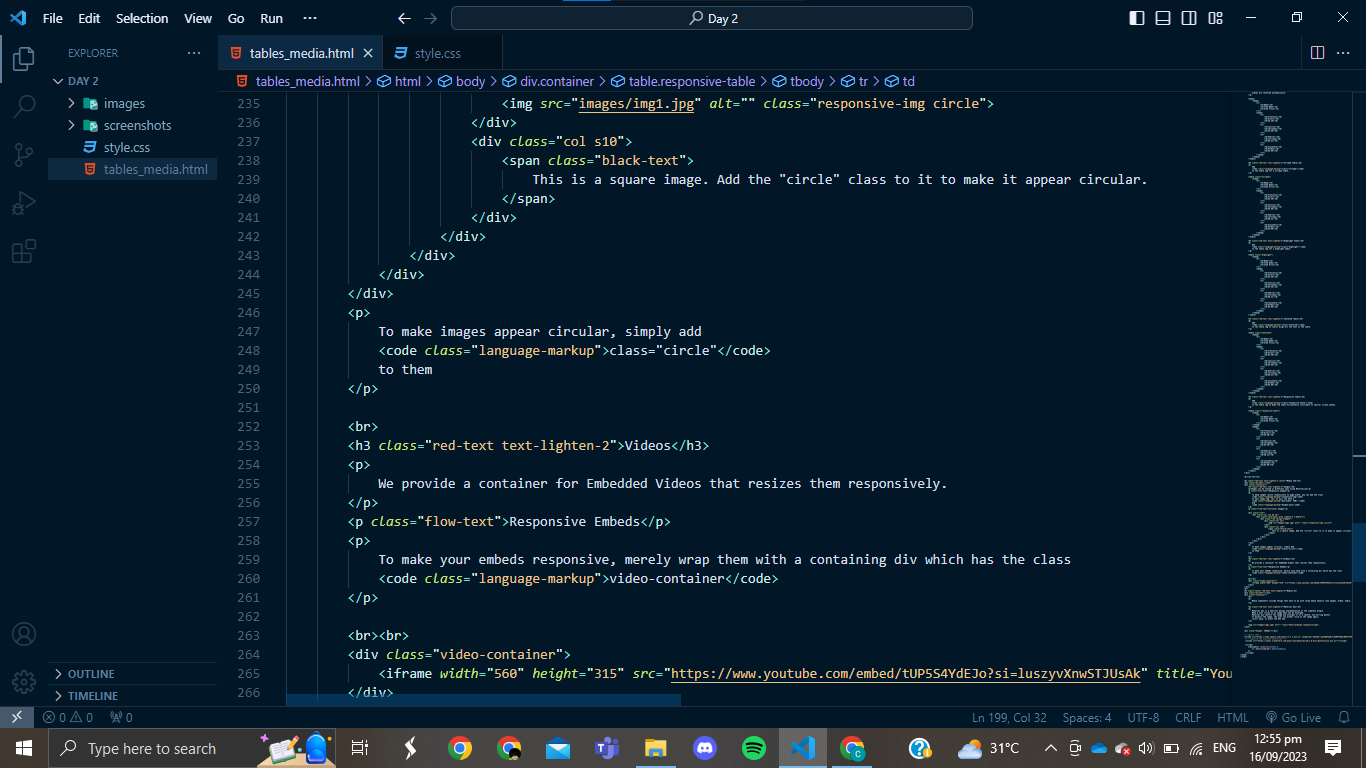 File Edit Selection View Go Run ··· Day 2
EXPLORER ···
tables_media.html
style.css
DAY 2
tables_media.html > html > body > div.container > table.responsive-table > tbody > tr > td
images
screenshots
style.css
tables_media.html
235 <img src="images/img1.jpg" alt="" class="responsive-img circle">
236 </div>
237 <div class="col s10">
238 <span class="black-text">
239 This is a square image. Add the "circle" class to it to make it appear circular.
240 </span>
241 </div>
242 </div>
243 </div>
244 </div>
245 </div>
246 <p>
247 To make images appear circular, simply add
248 <code class="language-markup">class="circle"</code>
249 to them
250 </p>
251
252 <br>
253 <h3 class="red-text text-lighten-2">Videos</h3>
254 <p>
255 We provide a container for Embedded Videos that resizes them responsively.
256 </p>
257 <p class="flow-text">Responsive Embeds</p>
258 <p>
259 To make your embeds responsive, merely wrap them with a containing div which has the class
260 <code class="language-markup">video-container</code>
261 </p>
262
263 <br><br>
264 <div class="video-container">
265 <iframe width="560" height="315" src="https://www.youtube.com/embed/tUP5S4YdEJo?si=luszyvXnwSTJUsAk" title="You
266 </div>
OUTLINE
TIMELINE
0 0 0 Ln 199, Col 32 Spaces: 4 UTF-8 CRLF HTML Go Live
Type here to search
31°C ENG
12:55 pm
16/09/2023